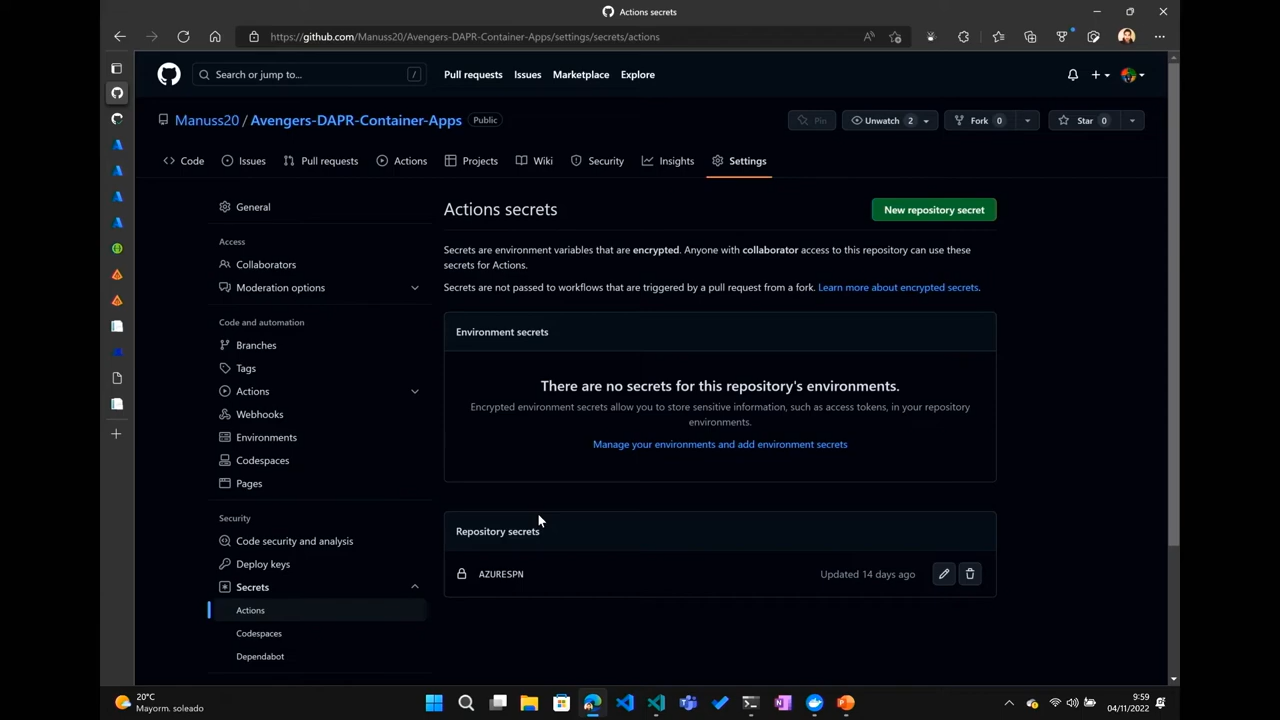 Actions secrets
https://github.com/Manuss20/Avengers-DAPR-Container-Apps/settings/secrets/actions
Search or jump to... /
Pull requests Issues Marketplace Explore
Manuss20 / Avengers-DAPR-Container-Apps Public
Pin Unwatch 2 Fork 0 Star 0
Code Issues Pull requests Actions Projects Wiki Security Insights Settings
General
Access
Collaborators
Moderation options
Code and automation
Branches
Tags
Actions
Webhooks
Environments
Codespaces
Pages
Security
Code security and analysis
Deploy keys
Secrets
Actions
Codespaces
Dependabot
Actions secrets
New repository secret
Secrets are environment variables that are encrypted. Anyone with collaborator access to this repository can use these
secrets for Actions.
Secrets are not passed to workflows that are triggered by a pull request from a fork. Learn more about encrypted secrets.
Environment secrets
There are no secrets for this repository's environments.
Encrypted environment secrets allow you to store sensitive information, such as access tokens, in your repository
environments.
Manage your environments and add environment secrets
Repository secrets
AZURESPN Updated 14 days ago
20°C
Mayorm. soleado
9:59
04/11/2022